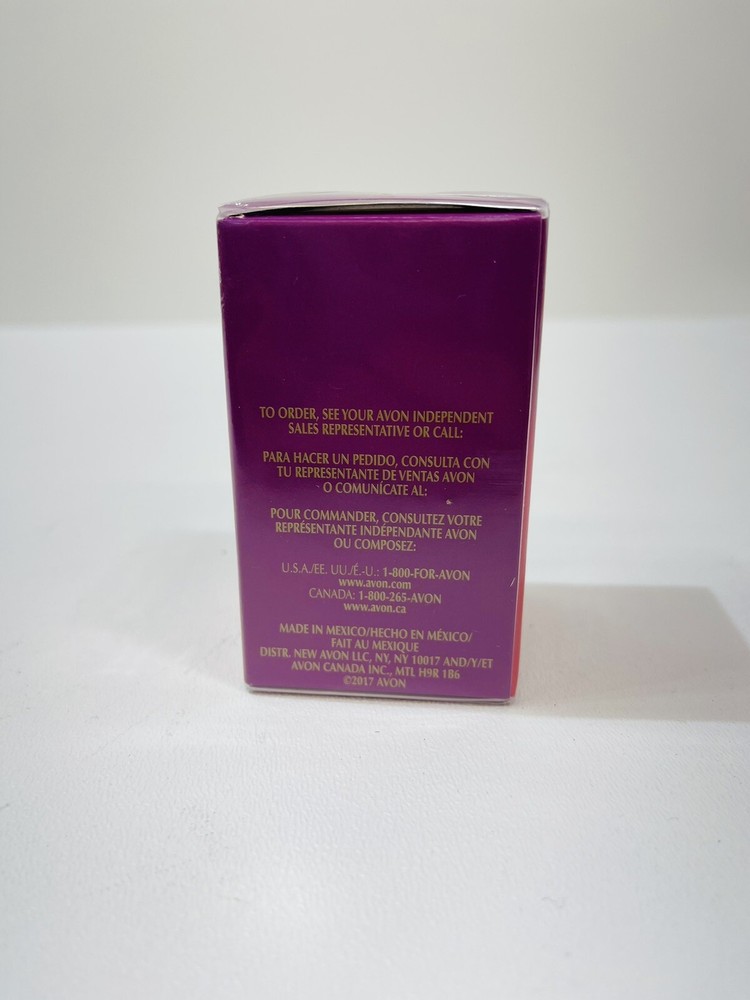 TO ORDER, SEE YOUR AVON INDEPENDENT
SALES REPRESENTATIVE OR CALL:
PARA HACER UN PEDIDO, CONSULTA CON
TU REPRESENTANTE DE VENTAS AVON
O COMUNÍCATE AL:
POUR COMMANDER, CONSULTEZ VOTRE
REPRÉSENTANTE INDÉPENDANTE AVON
OU COMPOSEZ:
U.S.A./EE. UU./É.-U.: 1-800-FOR-AVON
www.avon.com
CANADA: 1-800-265-AVON
www.avon.ca
MADE IN MEXICO/HECHO EN MÉXICO/
FAIT AU MEXIQUE
DISTR. NEW AVON LLC, NY, NY 10017 AND/Y/ET
AVON CANADA INC., MTL H9R 1B6
©2017 AVON